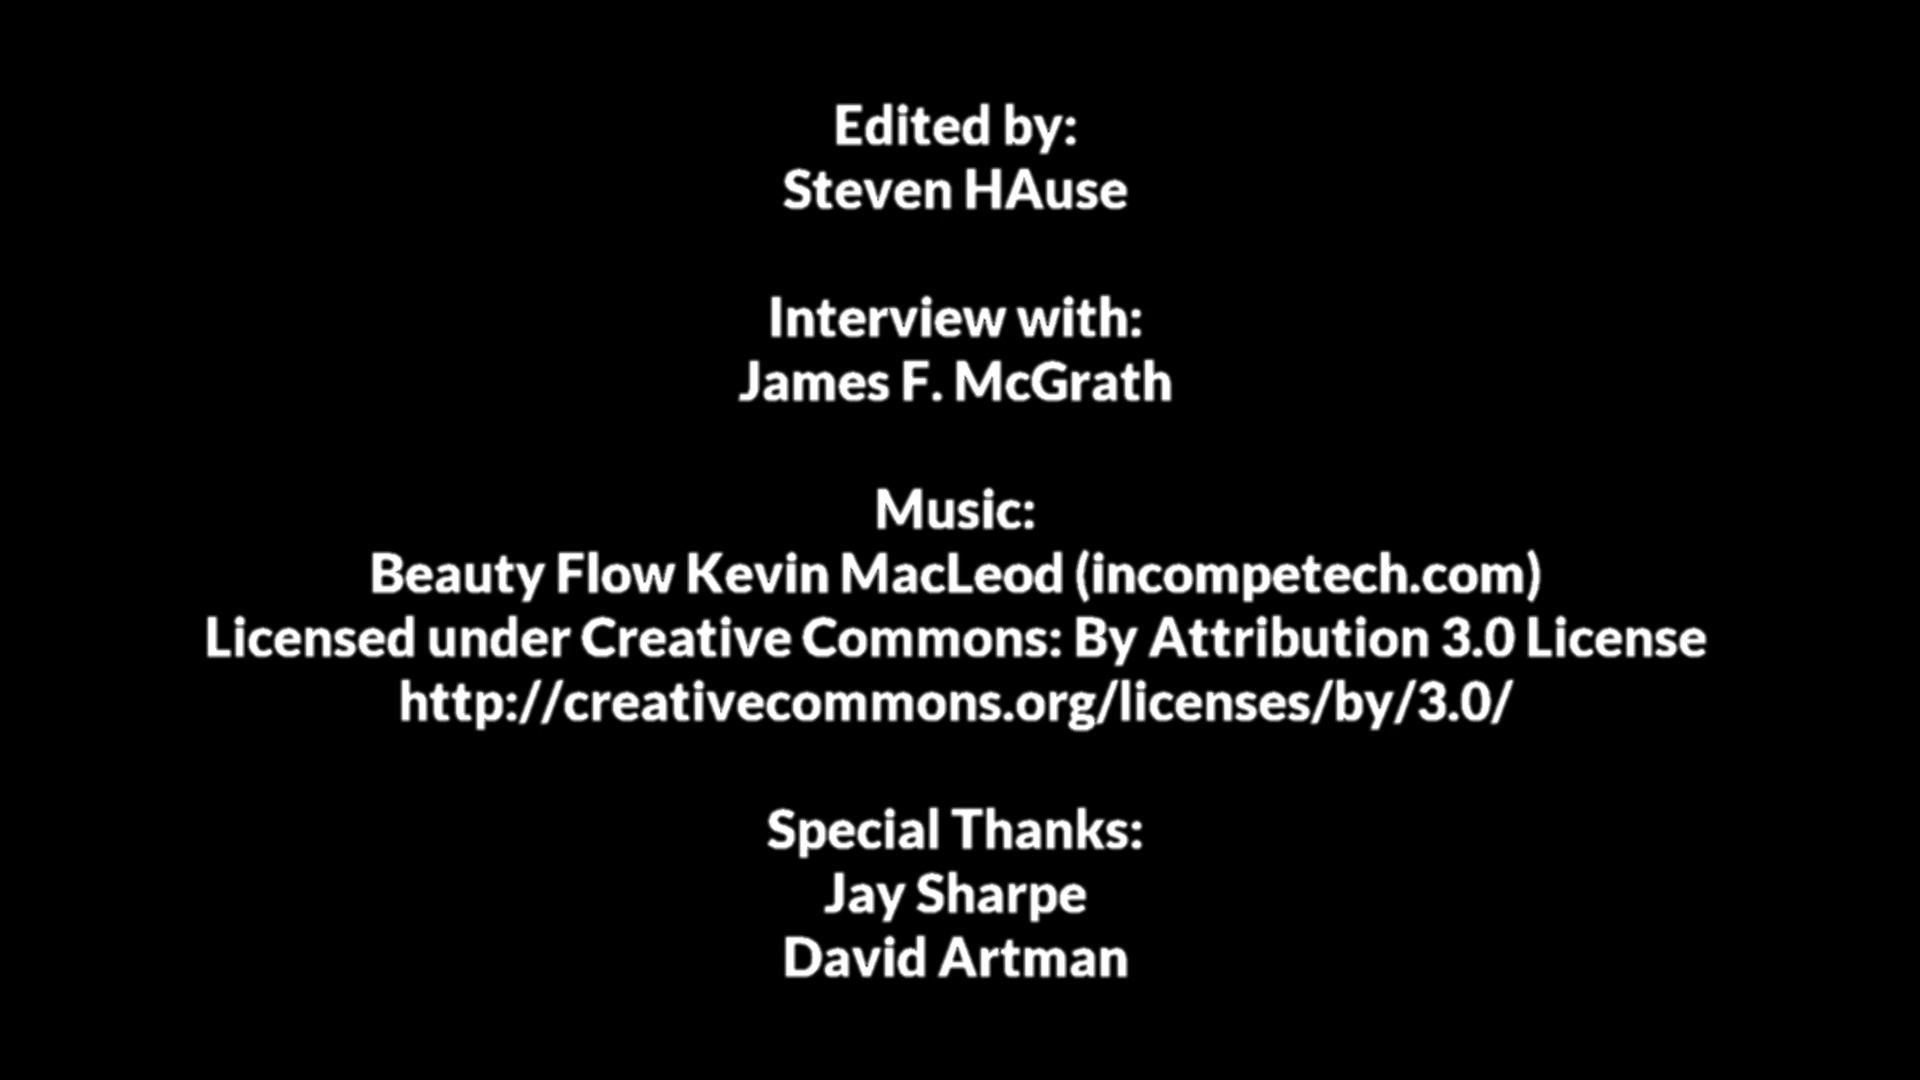 Edited by:
Steven HAuse
Interview with:
James F. McGrath
Music:
Beauty Flow Kevin MacLeod (incompetech.com)
Licensed under Creative Commons: By Attribution 3.0 License
http://creativecommons.org/licenses/by/3.0/
Special Thanks:
Jay Sharpe
David Artman